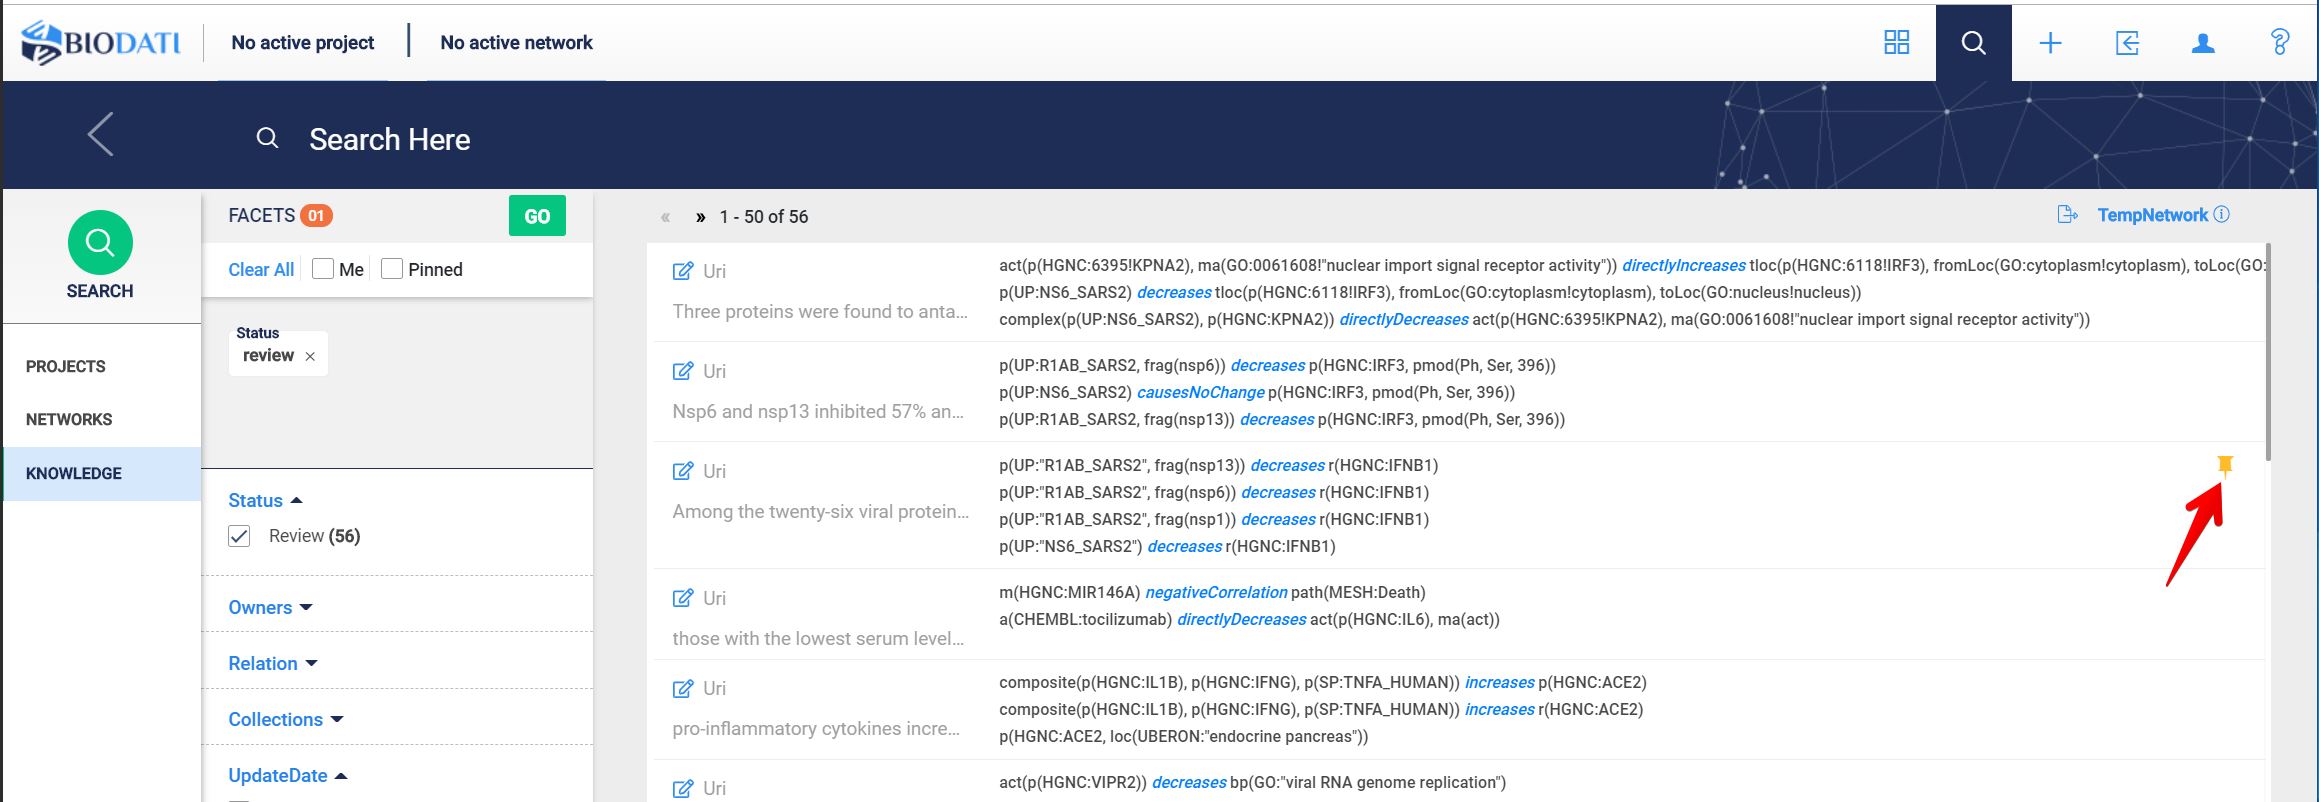 BIODATI
No active project
No active network
Search Here
FACETS 01
GO
« » 1 - 50 of 56
TempNetwork
SEARCH
Clear All Me Pinned
Status
review ×
PROJECTS
NETWORKS
KNOWLEDGE
Status
Review (56)
Owners
Relation
Collections
UpdateDate
Uri
Three proteins were found to anta...
act(p(HGNC:6395!KPNA2), ma(GO:0061608!"nuclear import signal receptor activity")) directlyIncreases tloc(p(HGNC:6118!IRF3), fromLoc(GO:cytoplasm!cytoplasm), toLoc(GO:
p(UP:NS6_SARS2) decreases tloc(p(HGNC:6118!IRF3), fromLoc(GO:cytoplasm!cytoplasm), toLoc(GO:nucleus!nucleus))
complex(p(UP:NS6_SARS2), p(HGNC:KPNA2)) directlyDecreases act(p(HGNC:6395!KPNA2), ma(GO:0061608!"nuclear import signal receptor activity"))
Uri
Nsp6 and nsp13 inhibited 57% an...
p(UP:R1AB_SARS2, frag(nsp6)) decreases p(HGNC:IRF3, pmod(Ph, Ser, 396))
p(UP:NS6_SARS2) causesNoChange p(HGNC:IRF3, pmod(Ph, Ser, 396))
p(UP:R1AB_SARS2, frag(nsp13)) decreases p(HGNC:IRF3, pmod(Ph, Ser, 396))
Uri
Among the twenty-six viral protein...
p(UP:"R1AB_SARS2", frag(nsp13)) decreases r(HGNC:IFNB1)
p(UP:"R1AB_SARS2", frag(nsp6)) decreases r(HGNC:IFNB1)
p(UP:"R1AB_SARS2", frag(nsp1)) decreases r(HGNC:IFNB1)
p(UP:"NS6_SARS2") decreases r(HGNC:IFNB1)
Uri
those with the lowest serum level...
m(HGNC:MIR146A) negativeCorrelation path(MESH:Death)
a(CHEMBL:tocilizumab) directlyDecreases act(p(HGNC:IL6), ma(act))
Uri
pro-inflammatory cytokines incre...
composite(p(HGNC:IL1B), p(HGNC:IFNG), p(SP:TNFA_HUMAN)) increases p(HGNC:ACE2)
composite(p(HGNC:IL1B), p(HGNC:IFNG), p(SP:TNFA_HUMAN)) increases r(HGNC:ACE2)
p(HGNC:ACE2, loc(UBERON:"endocrine pancreas"))
Uri
act(p(HGNC:VIPR2)) decreases bp(GO:"viral RNA genome replication")